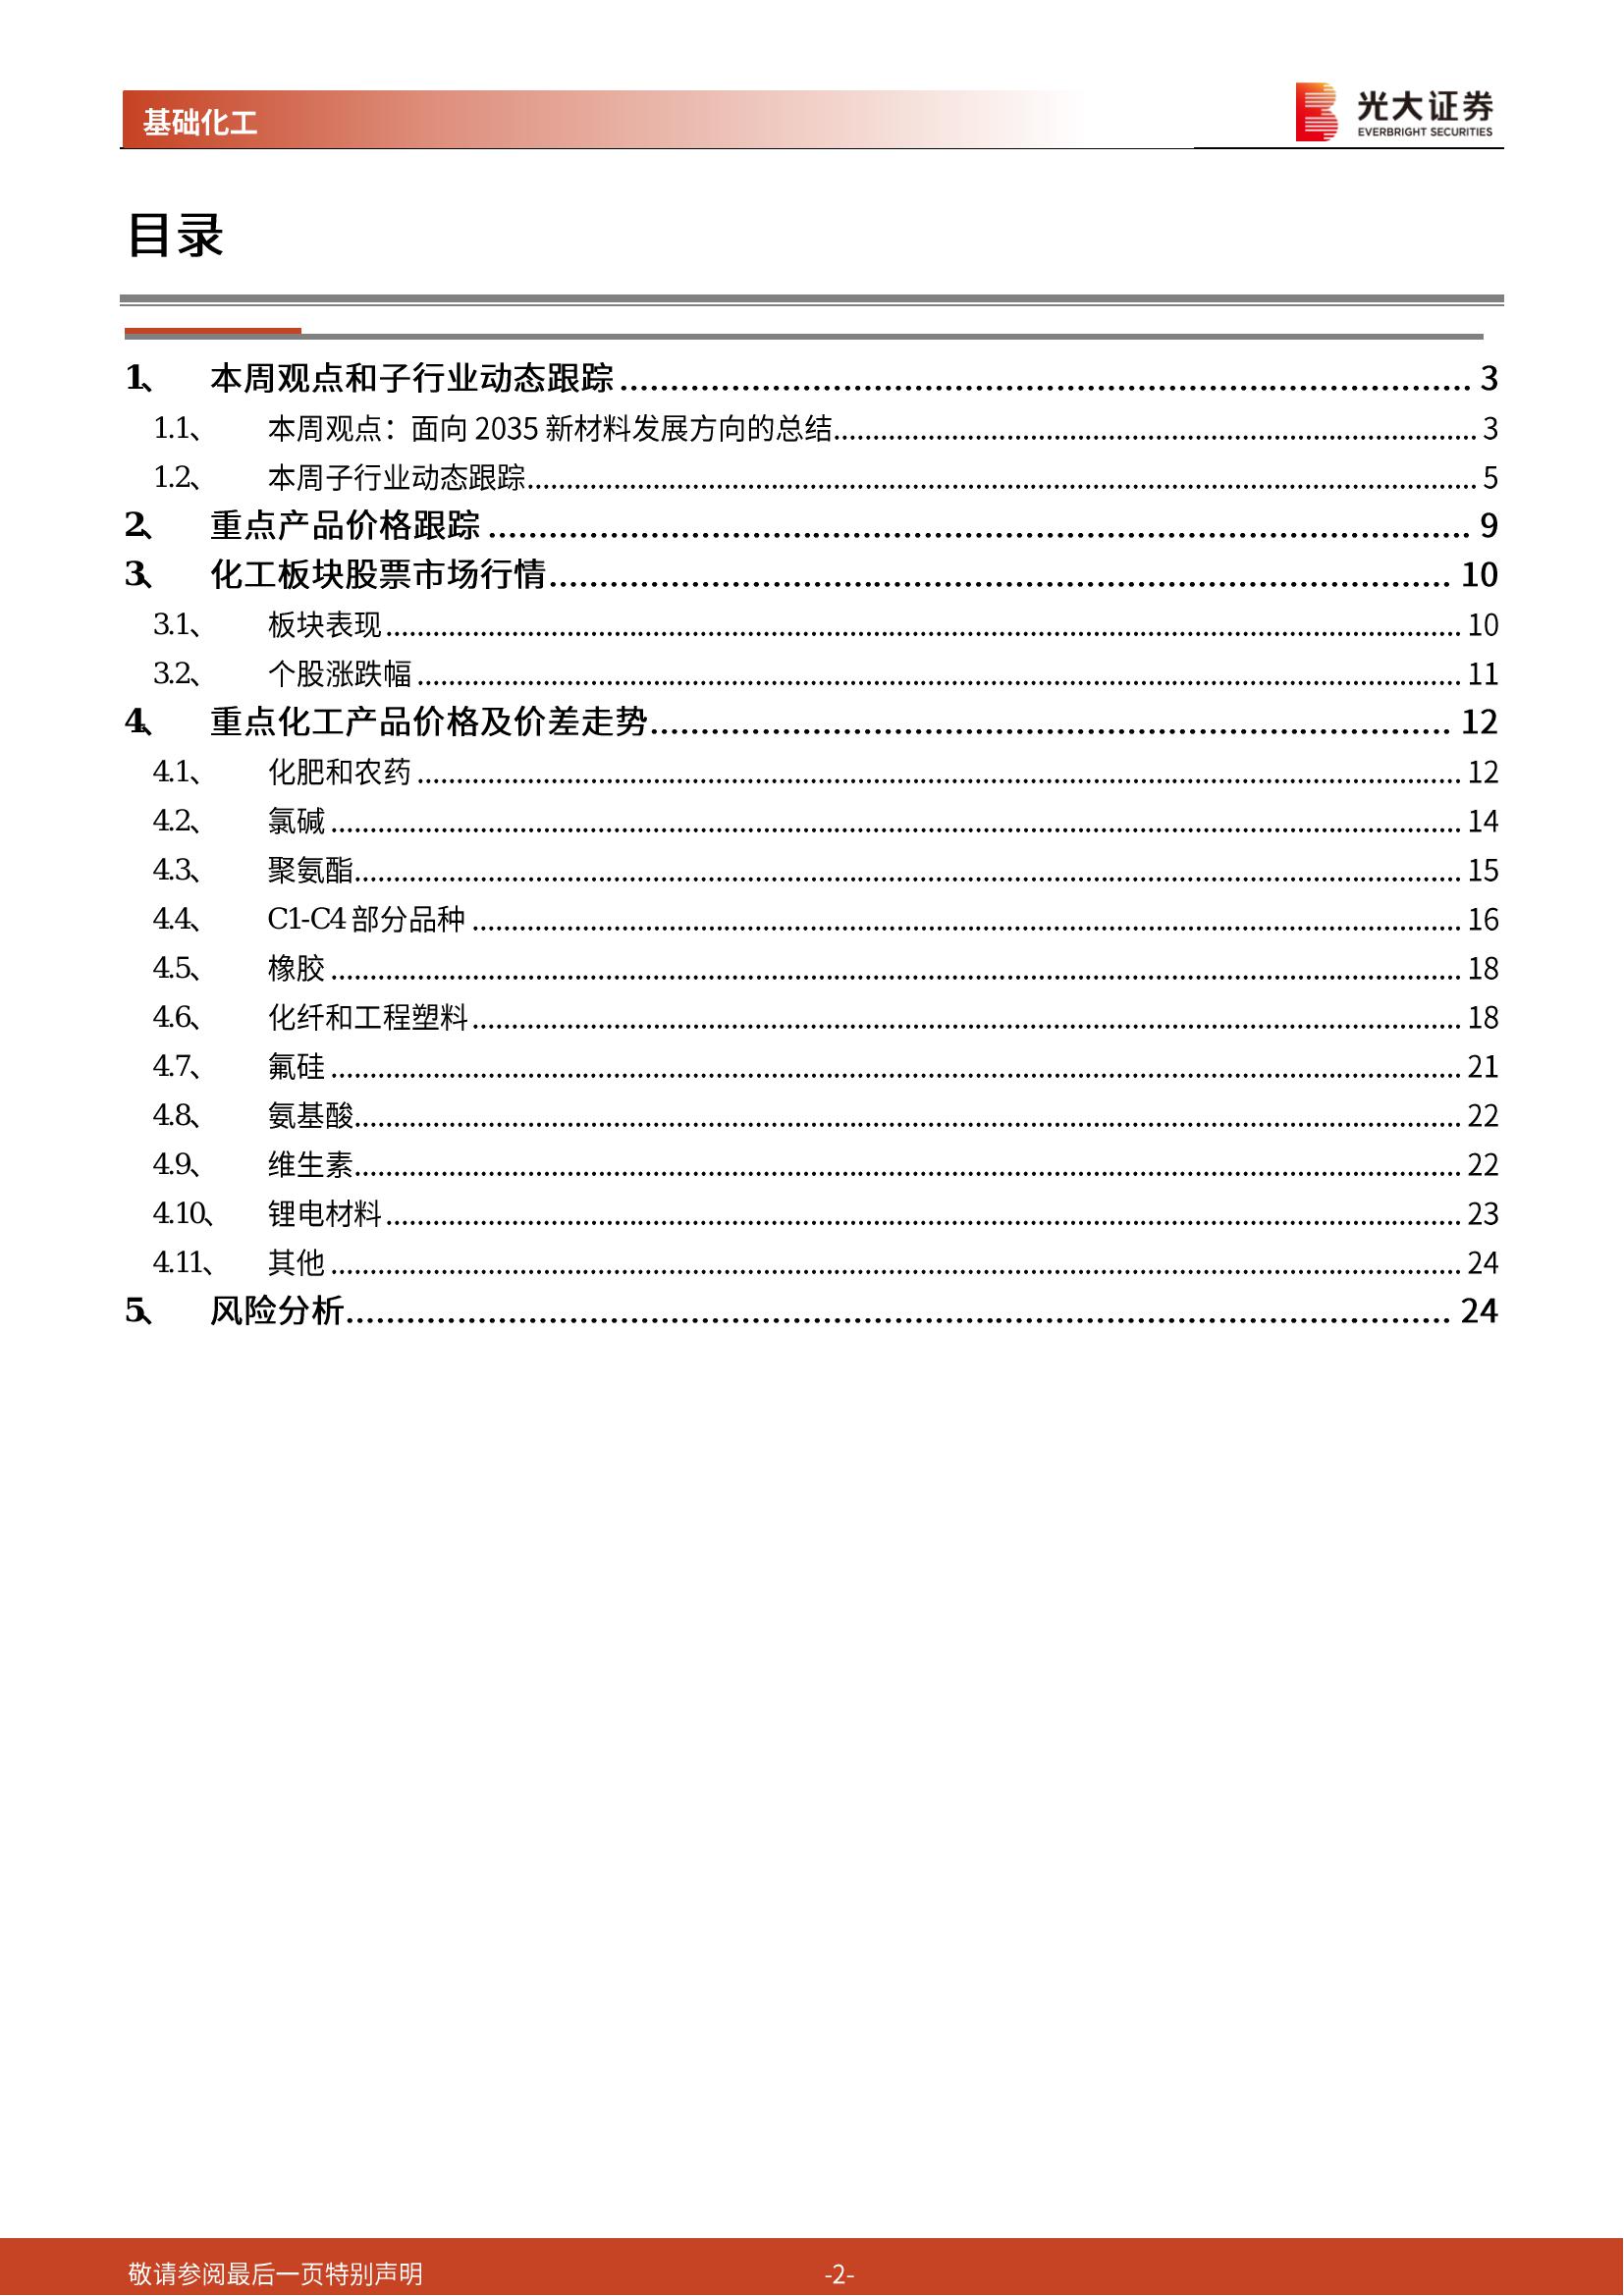 基础化工
光大证券
EVERBRIGHT SECURITIES
目录
1、 本周观点和子行业动态跟踪 3
1.1、 本周观点：面向 2035 新材料发展方向的总结 3
1.2、 本周子行业动态跟踪 5
2、 重点产品价格跟踪 9
3、 化工板块股票市场行情 10
3.1、 板块表现 10
3.2、 个股涨跌幅 11
4、 重点化工产品价格及价差走势 12
4.1、 化肥和农药 12
4.2、 氯碱 14
4.3、 聚氨酯 15
4.4、 C1-C4 部分品种 16
4.5、 橡胶 18
4.6、 化纤和工程塑料 18
4.7、 氟硅 21
4.8、 氨基酸 22
4.9、 维生素 22
4.10、 锂电材料 23
4.11、 其他 24
5、 风险分析 24
敬请参阅最后一页特别声明 -2-